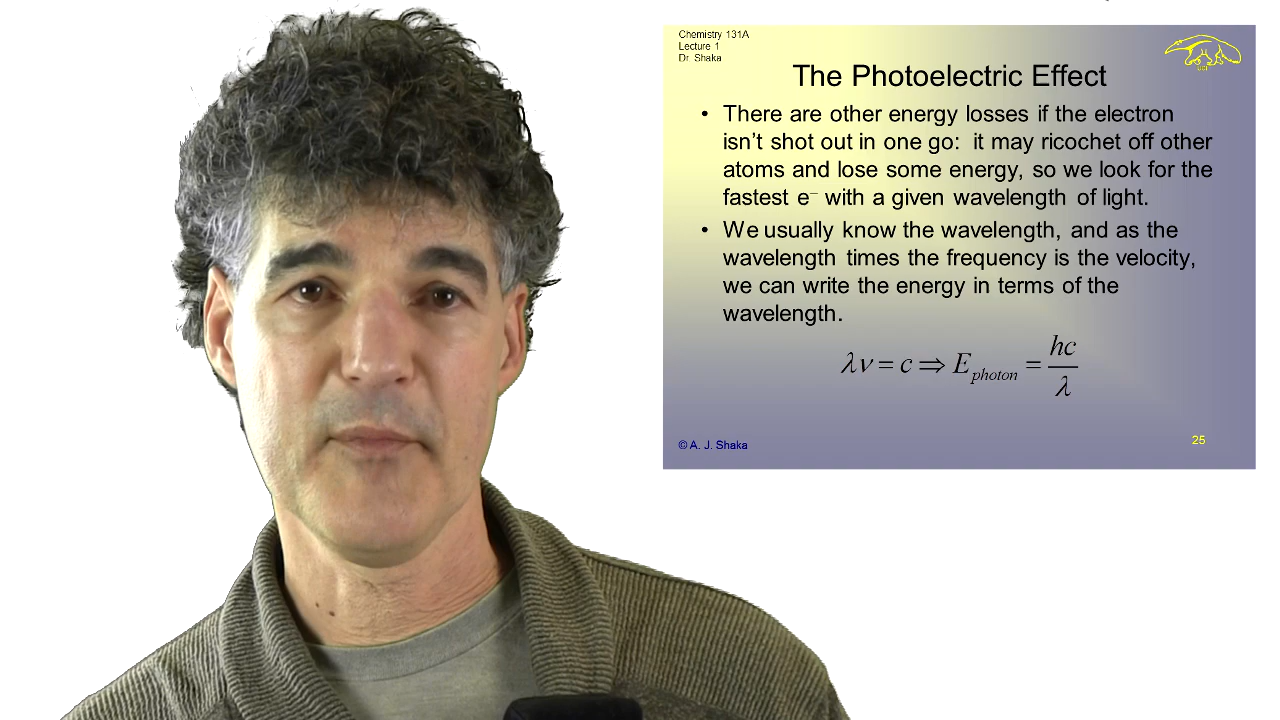 Chemistry 131A
Lecture 1
Dr. Shaka
UCI
The Photoelectric Effect
• There are other energy losses if the electron
isn’t shot out in one go: it may ricochet off other
atoms and lose some energy, so we look for the
fastest e⁻ with a given wavelength of light.
• We usually know the wavelength, and as the
wavelength times the frequency is the velocity,
we can write the energy in terms of the
wavelength.
λν = c ⇒ E_photon = hc/λ
© A. J. Shaka
25